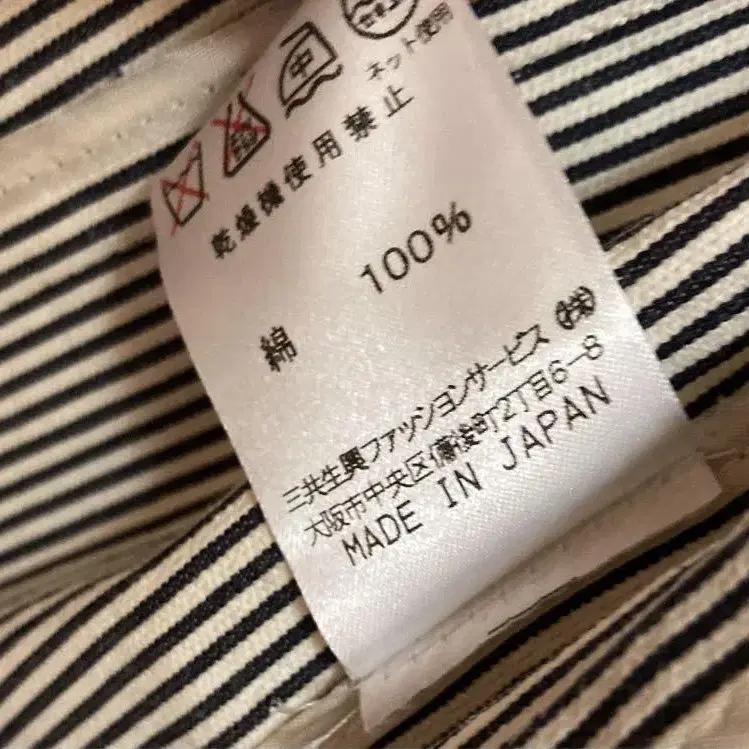 中
ネット使用
乾燥機使用禁止
綿 100%
三共生興ファッションサービス ㈱
大阪市中央区備後町2丁目6-8
MADE IN JAPAN